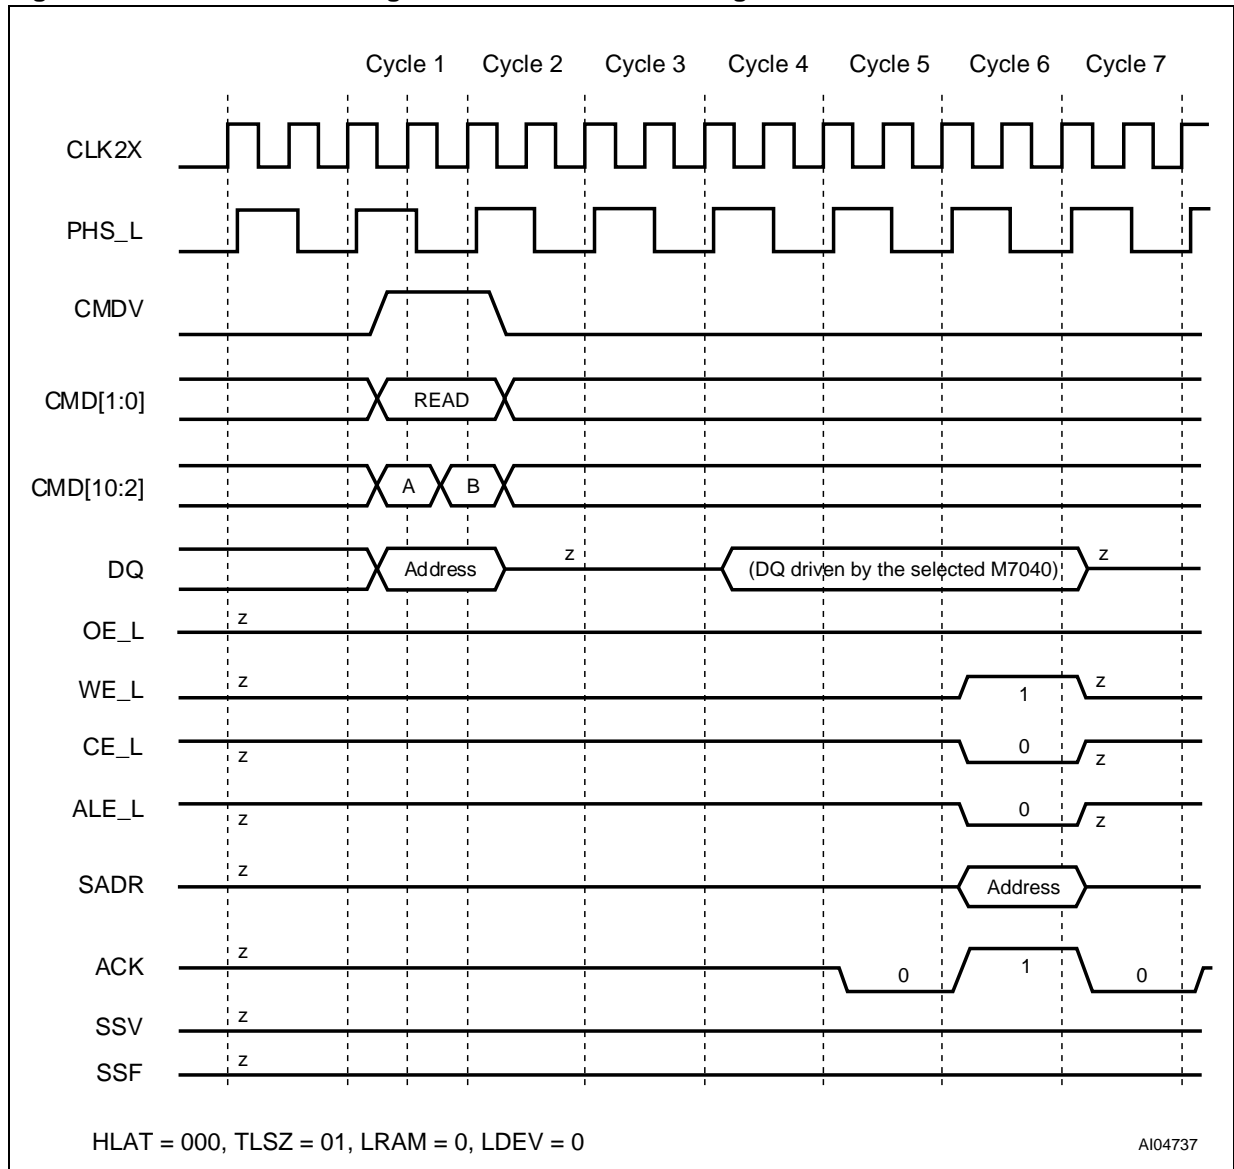 Cycle 1 Cycle 2 Cycle 3 Cycle 4 Cycle 5 Cycle 6 Cycle 7
CLK2X
PHS_L
CMDV
CMD[1:0] READ
CMD[10:2] A B
DQ Address z (DQ driven by the selected M7040) z
OE_L z
WE_L z 1 z
CE_L z 0 z
ALE_L z 0 z
SADR z Address
ACK z 0 1 0
SSV z
SSF z
HLAT = 000, TLSZ = 01, LRAM = 0, LDEV = 0
AI04737